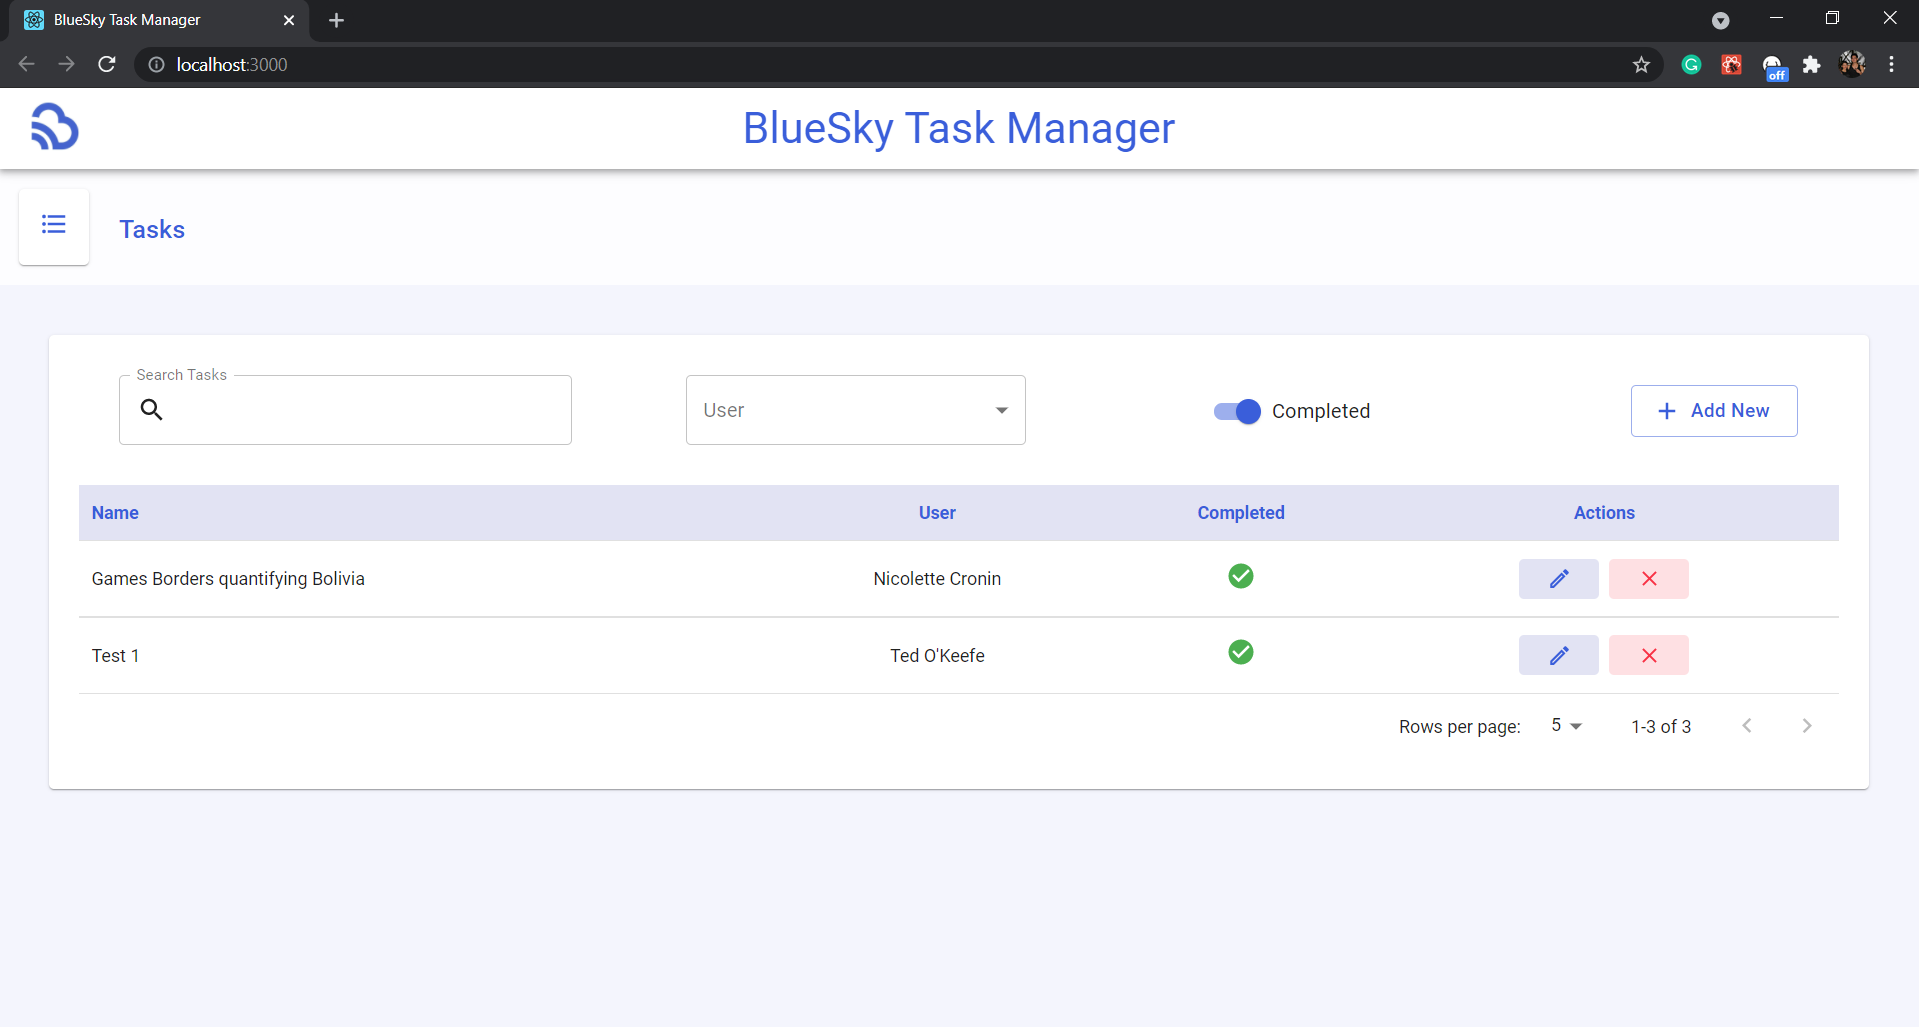 BlueSky Task Manager
localhost:3000
off
BlueSky Task Manager
Tasks
Search Tasks
User
Completed
Add New
Name User Completed Actions
Games Borders quantifying Bolivia Nicolette Cronin
Test 1 Ted O'Keefe
Rows per page: 5 1-3 of 3